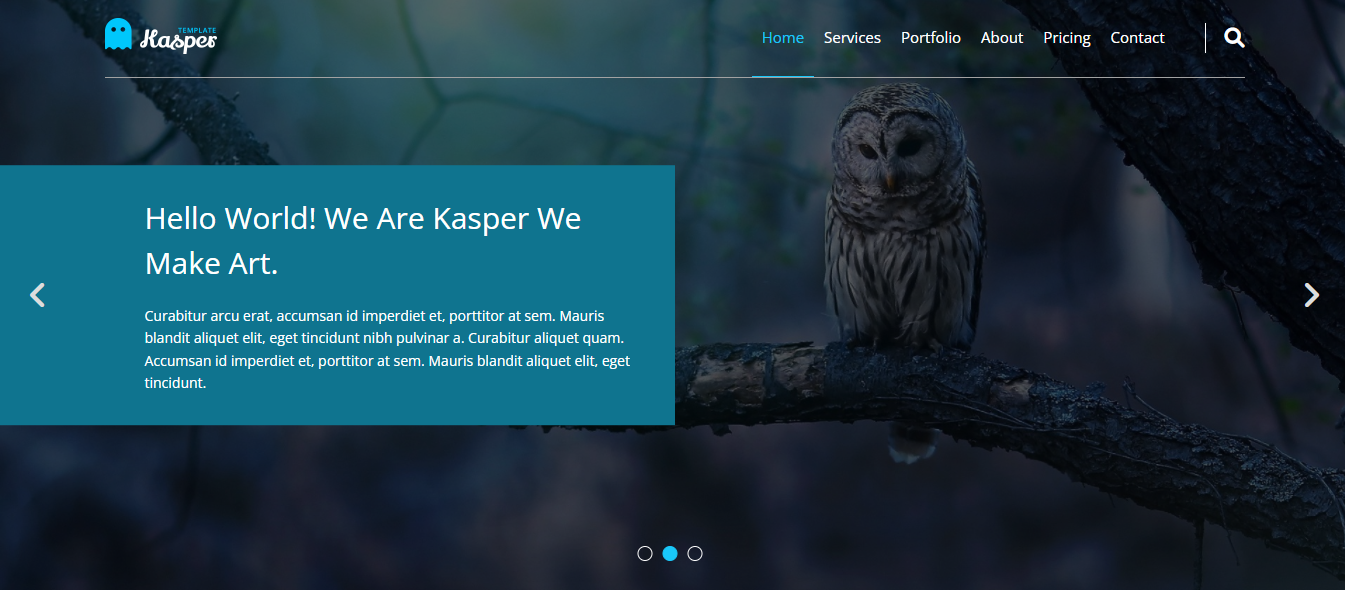 TEMPLATE
Kasper
Home Services Portfolio About Pricing Contact
Hello World! We Are Kasper We
Make Art.
Curabitur arcu erat, accumsan id imperdiet et, porttitor at sem. Mauris
blandit aliquet elit, eget tincidunt nibh pulvinar a. Curabitur aliquet quam.
Accumsan id imperdiet et, porttitor at sem. Mauris blandit aliquet elit, eget
tincidunt.